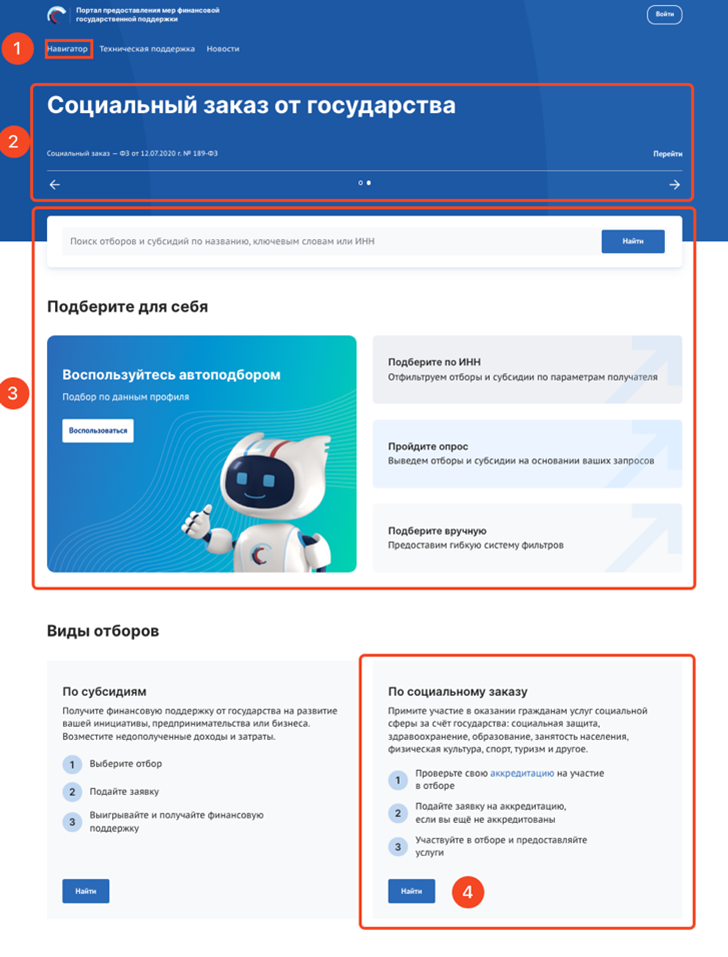 Портал предоставления мер финансовой
государственной поддержки
Войти
1
Навигатор Техническая поддержка Новости
2
Социальный заказ от государства
Социальный заказ — ФЗ от 12.07.2020 г. № 189-ФЗ
Перейти
Поиск отборов и субсидий по названию, ключевым словам или ИНН
Найти
Подберите для себя
3
Воспользуйтесь автоподбором
Подбор по данным профиля
Воспользоваться
Подберите по ИНН
Отфильтруем отборы и субсидии по параметрам получателя
Пройдите опрос
Выведем отборы и субсидии на основании ваших запросов
Подберите вручную
Предоставим гибкую систему фильтров
Виды отборов
По субсидиям
Получите финансовую поддержку от государства на развитие
вашей инициативы, предпринимательства или бизнеса.
Возместите недополученные доходы и затраты.
1 Выберите отбор
2 Подайте заявку
3 Выигрывайте и получайте финансовую
поддержку
Найти
По социальному заказу
Примите участие в оказании гражданам услуг социальной
сферы за счёт государства: социальная защита,
здравоохранение, образование, занятость населения,
физическая культура, спорт, туризм и другое.
1 Проверьте свою аккредитацию на участие
в отборе
2 Подайте заявку на аккредитацию,
если вы ещё не аккредитованы
3 Участвуйте в отборе и предоставляйте
услуги
Найти
4